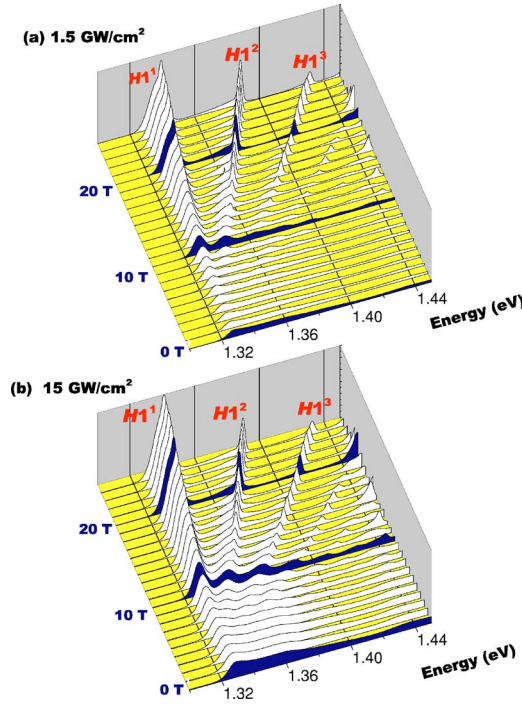 (a) 1.5 GW/cm²
H1¹
H1²
H1³
20 T
10 T
0 T
1.32
1.36
1.40
1.44
Energy (eV)
(b) 15 GW/cm²
H1¹
H1²
H1³
20 T
10 T
0 T
1.32
1.36
1.40
1.44
Energy (eV)